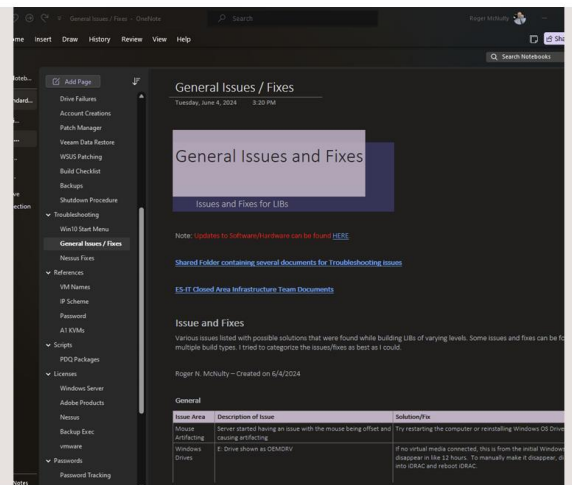 General Issues / Fixes - OneNote
Search
Roger McNulty
Insert Draw History Review View Help
Search Notebooks
Add Page
Drive Failures
Account Creations
Patch Manager
Veeam Data Restore
WSUS Patching
Build Checklist
Backups
Shutdown Procedure
Troubleshooting
Win10 Start Menu
General Issues / Fixes
Nessus Fixes
References
VM Names
IP Scheme
Password
A1 KVMs
Scripts
PDQ Packages
Licenses
Windows Server
Adobe Products
Nessus
Backup Exec
vmware
Passwords
Password Tracking
Notes
General Issues / Fixes
Tuesday, June 4, 2024 3:20 PM
General Issues and Fixes
Issues and Fixes for LIBs
Note: Updates to Software/Hardware can be found HERE
Shared Folder containing several documents for Troubleshooting issues
ES-IT Closed Area Infrastructure Team Documents
Issue and Fixes
Various issues listed with possible solutions that were found while building LIBs of varying levels. Some issues and fixes can be fo
multiple build types. I tried to categorize the issues/fixes as best as I could.
Roger N. McNulty – Created on 6/4/2024
General
Issue Area Description of Issue Solution/Fix
Mouse Artifacting Server started having an issue with the mouse being offset and causing artifecting Try restarting the computer or reinstalling Windows OS Drive
Windows Drives E: Drive shown as OEMDRV If no virtual media connected, this is from the initial Window
disappear in like 12 hours. To manually make it disappear, di
into iDRAC and reboot iDRAC.